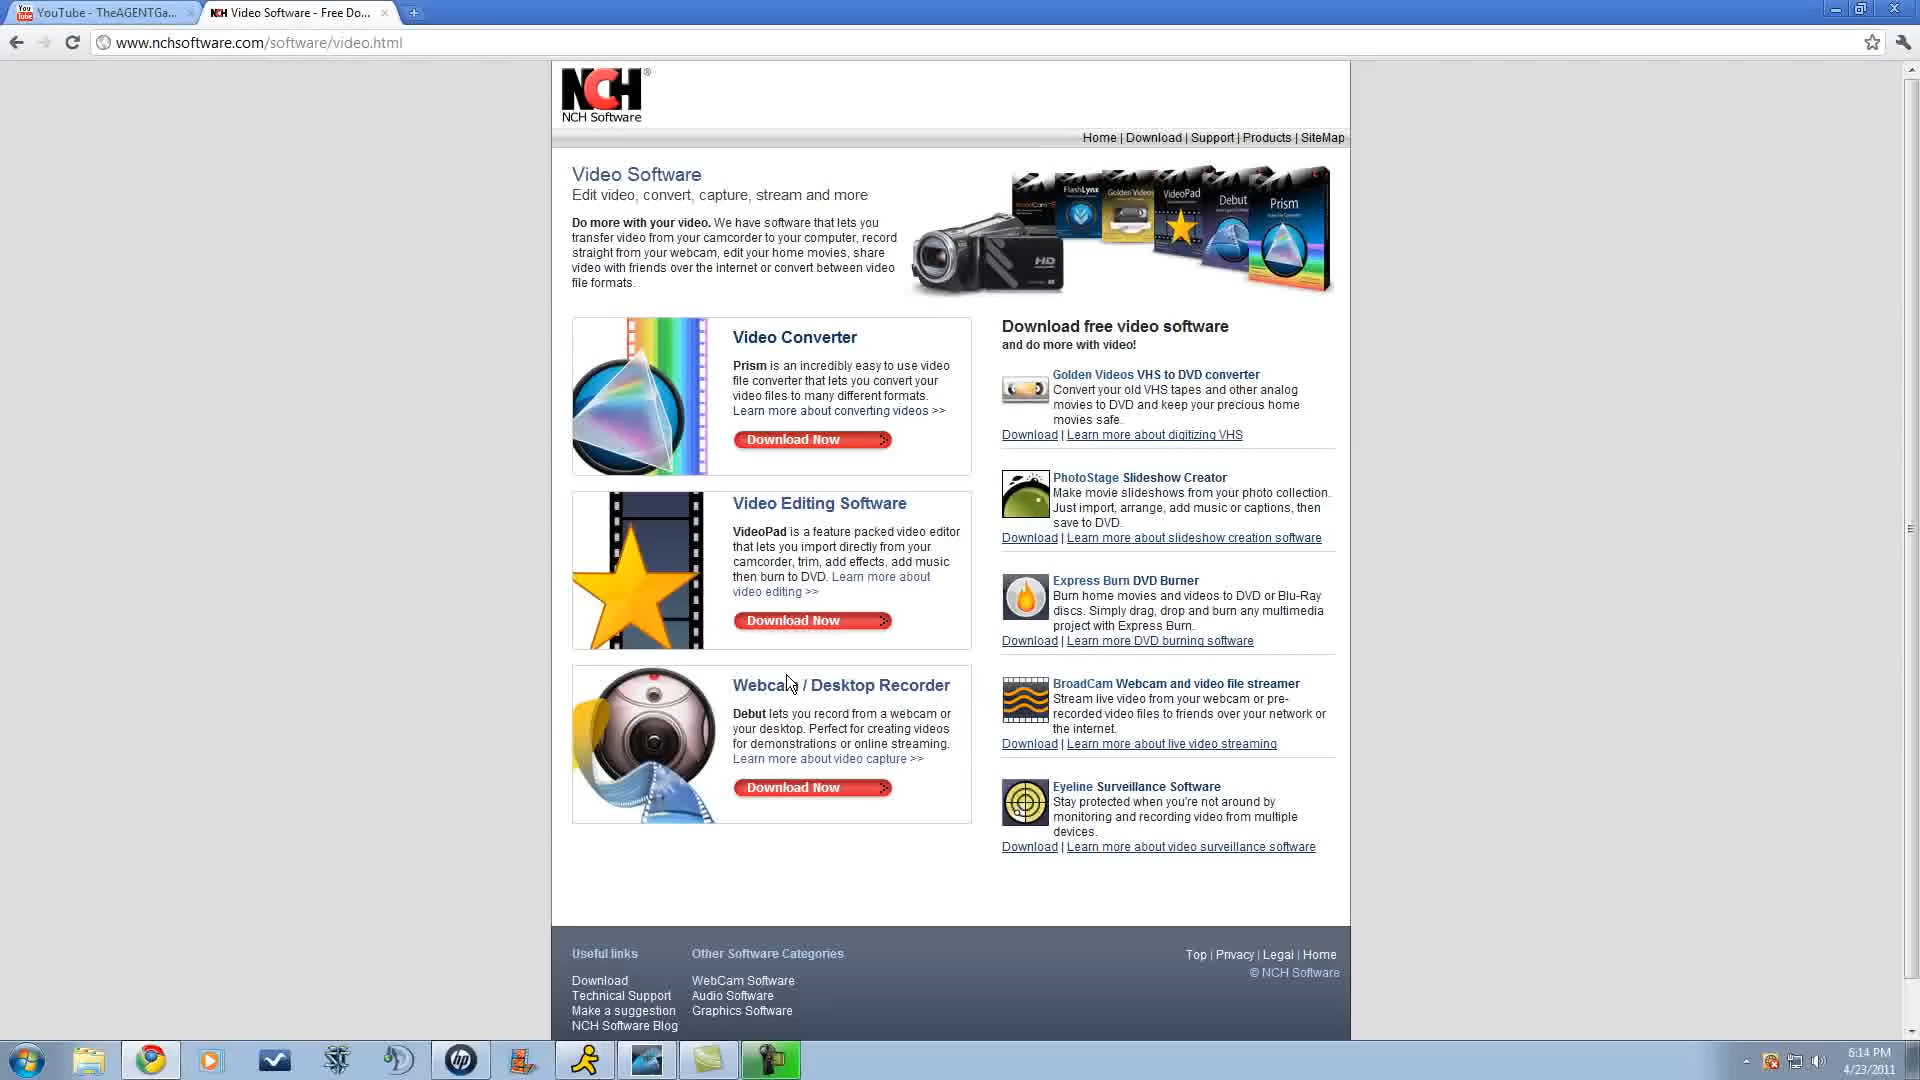 YouTube - TheAGENTGa...
NCH Video Software - Free Do...
www.nchsoftware.com/software/video.html
NCH ®
NCH Software
Home | Download | Support | Products | SiteMap
Video Software
Edit video, convert, capture, stream and more
Do more with your video. We have software that lets you
transfer video from your camcorder to your computer, record
straight from your webcam, edit your home movies, share
video with friends over the internet or convert between video
file formats.
FlashLynx
Golden Videos
VideoPad
Debut
Prism
HD
Video Converter
Prism is an incredibly easy to use video
file converter that lets you convert your
video files to many different formats.
Learn more about converting videos >>
Download Now
Video Editing Software
VideoPad is a feature packed video editor
that lets you import directly from your
camcorder, trim, add effects, add music
then burn to DVD. Learn more about
video editing >>
Download Now
Webcam / Desktop Recorder
Debut lets you record from a webcam or
your desktop. Perfect for creating videos
for demonstrations or online streaming.
Learn more about video capture >>
Download Now
Download free video software
and do more with video!
Golden Videos VHS to DVD converter
Convert your old VHS tapes and other analog
movies to DVD and keep your precious home
movies safe.
Download | Learn more about digitizing VHS
PhotoStage Slideshow Creator
Make movie slideshows from your photo collection.
Just import, arrange, add music or captions, then
save to DVD.
Download | Learn more about slideshow creation software
Express Burn DVD Burner
Burn home movies and videos to DVD or Blu-Ray
discs. Simply drag, drop and burn any multimedia
project with Express Burn.
Download | Learn more DVD burning software
BroadCam Webcam and video file streamer
Stream live video from your webcam or pre-
recorded video files to friends over your network or
the internet.
Download | Learn more about live video streaming
Eyeline Surveillance Software
Stay protected when you're not around by
monitoring and recording video from multiple
devices.
Download | Learn more about video surveillance software
Useful links
Download
Technical Support
Make a suggestion
NCH Software Blog
Other Software Categories
WebCam Software
Audio Software
Graphics Software
Top | Privacy | Legal | Home
© NCH Software
hp
6:14 PM
4/23/2011